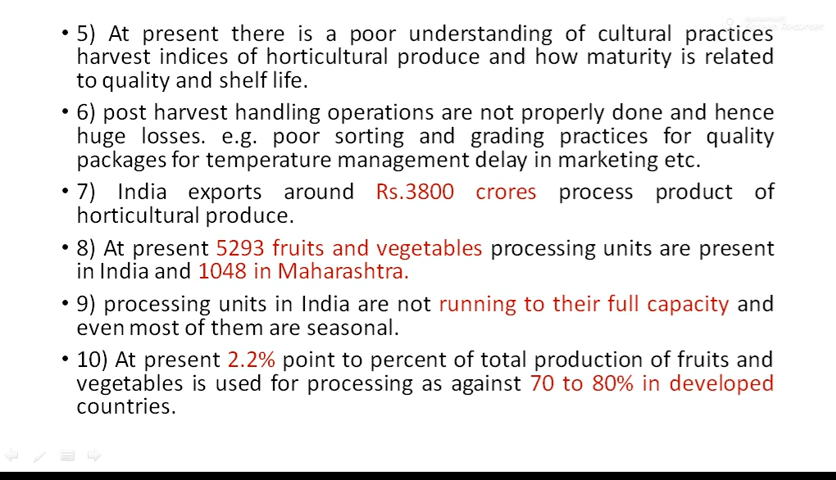 • 5) At present there is a poor understanding of cultural practices
harvest indices of horticultural produce and how maturity is related
to quality and shelf life.
• 6) post harvest handling operations are not properly done and hence
huge losses. e.g. poor sorting and grading practices for quality
packages for temperature management delay in marketing etc.
• 7) India exports around Rs.3800 crores process product of
horticultural produce.
• 8) At present 5293 fruits and vegetables processing units are present
in India and 1048 in Maharashtra.
• 9) processing units in India are not running to their full capacity and
even most of them are seasonal.
• 10) At present 2.2% point to percent of total production of fruits and
vegetables is used for processing as against 70 to 80% in developed
countries.